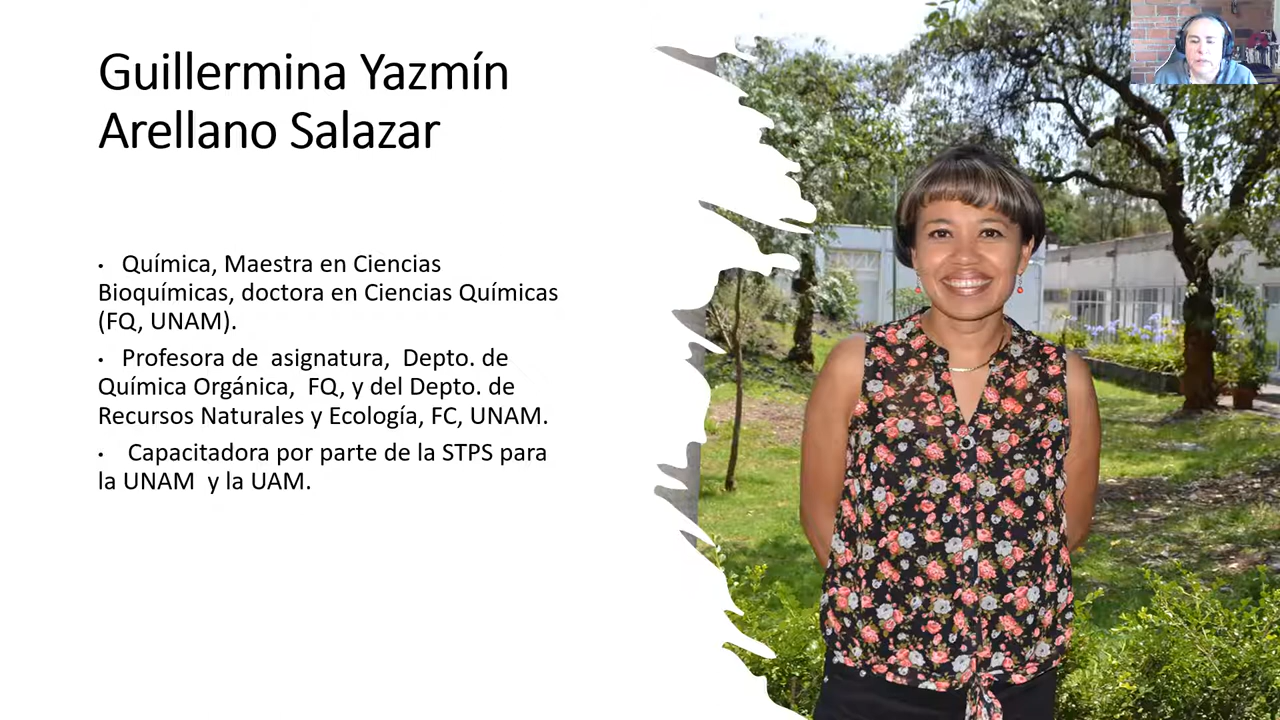 Guillermina Yazmín
Arellano Salazar
• Química, Maestra en Ciencias
Bioquímicas, doctora en Ciencias Químicas
(FQ, UNAM).
• Profesora de asignatura, Depto. de
Química Orgánica, FQ, y del Depto. de
Recursos Naturales y Ecología, FC, UNAM.
• Capacitadora por parte de la STPS para
la UNAM y la UAM.